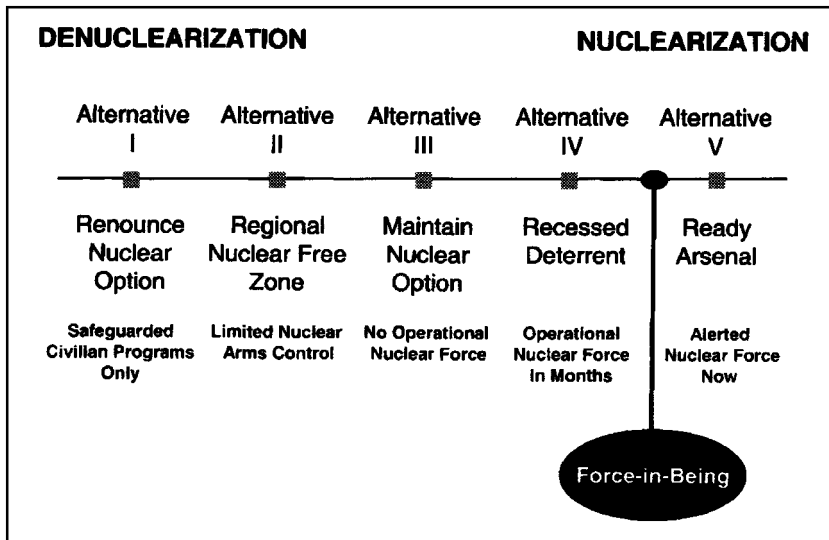 DENUCLEARIZATION
NUCLEARIZATION
Alternative
I
Alternative
II
Alternative
III
Alternative
IV
Alternative
V
Renounce
Nuclear
Option
Regional
Nuclear Free
Zone
Maintain
Nuclear
Option
Recessed
Deterrent
Ready
Arsenal
Safeguarded
Civilian Programs
Only
Limited Nuclear
Arms Control
No Operational
Nuclear Force
Operational
Nuclear Force
In Months
Alerted
Nuclear Force
Now
Force-in-Being